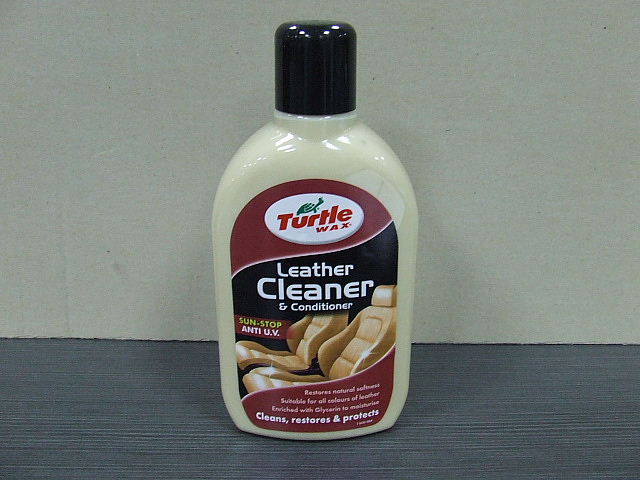 Turtle
WAX
Leather
Cleaner
& Conditioner
SUN-STOP
ANTI U.V.
Restores natural softness
Suitable for all colours of leather
Enriched with Glycerin to moisturise
Cleans, restores & protects